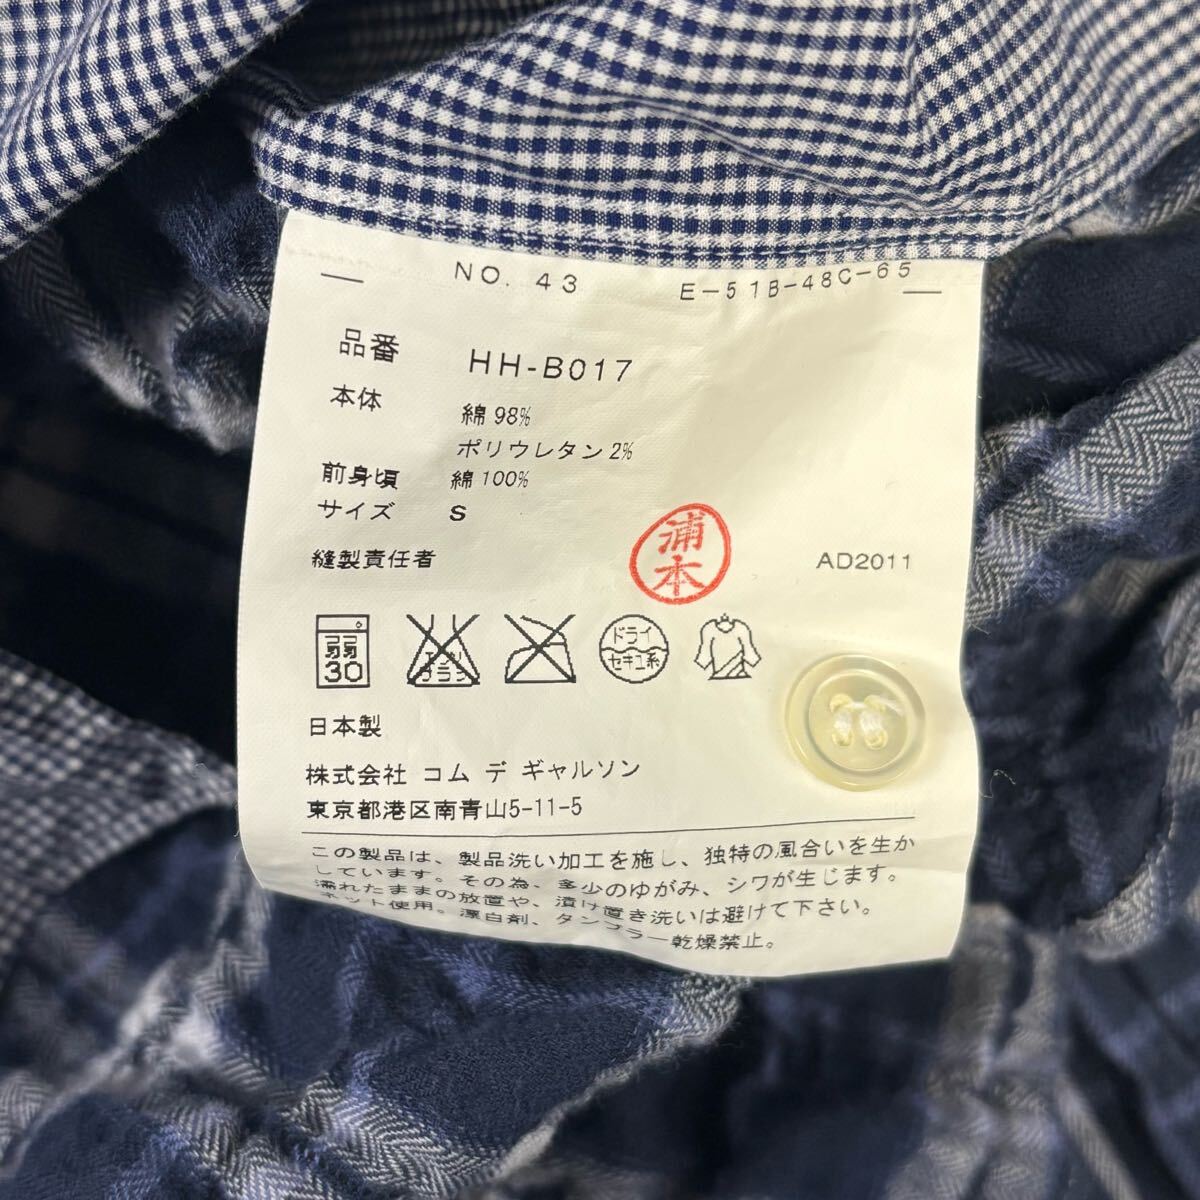 NO. 43 E-51B-48C-65
品番 HH-B017
本体 綿 98%
ポリウレタン 2%
前身頃 綿 100%
サイズ S
縫製責任者 浦本 AD2011
弱 30 エンソ サラシ ドライ セキユ系
日本製
株式会社 コム デ ギャルソン
東京都港区南青山5-11-5
この製品は、製品洗い加工を施し、独特の風合いを生か
しています。その為、多少のゆがみ、シワが生じます。
濡れたままの放置や、漬け置き洗いは避けて下さい。
ネット使用。漂白剤、タンブラー乾燥禁止。